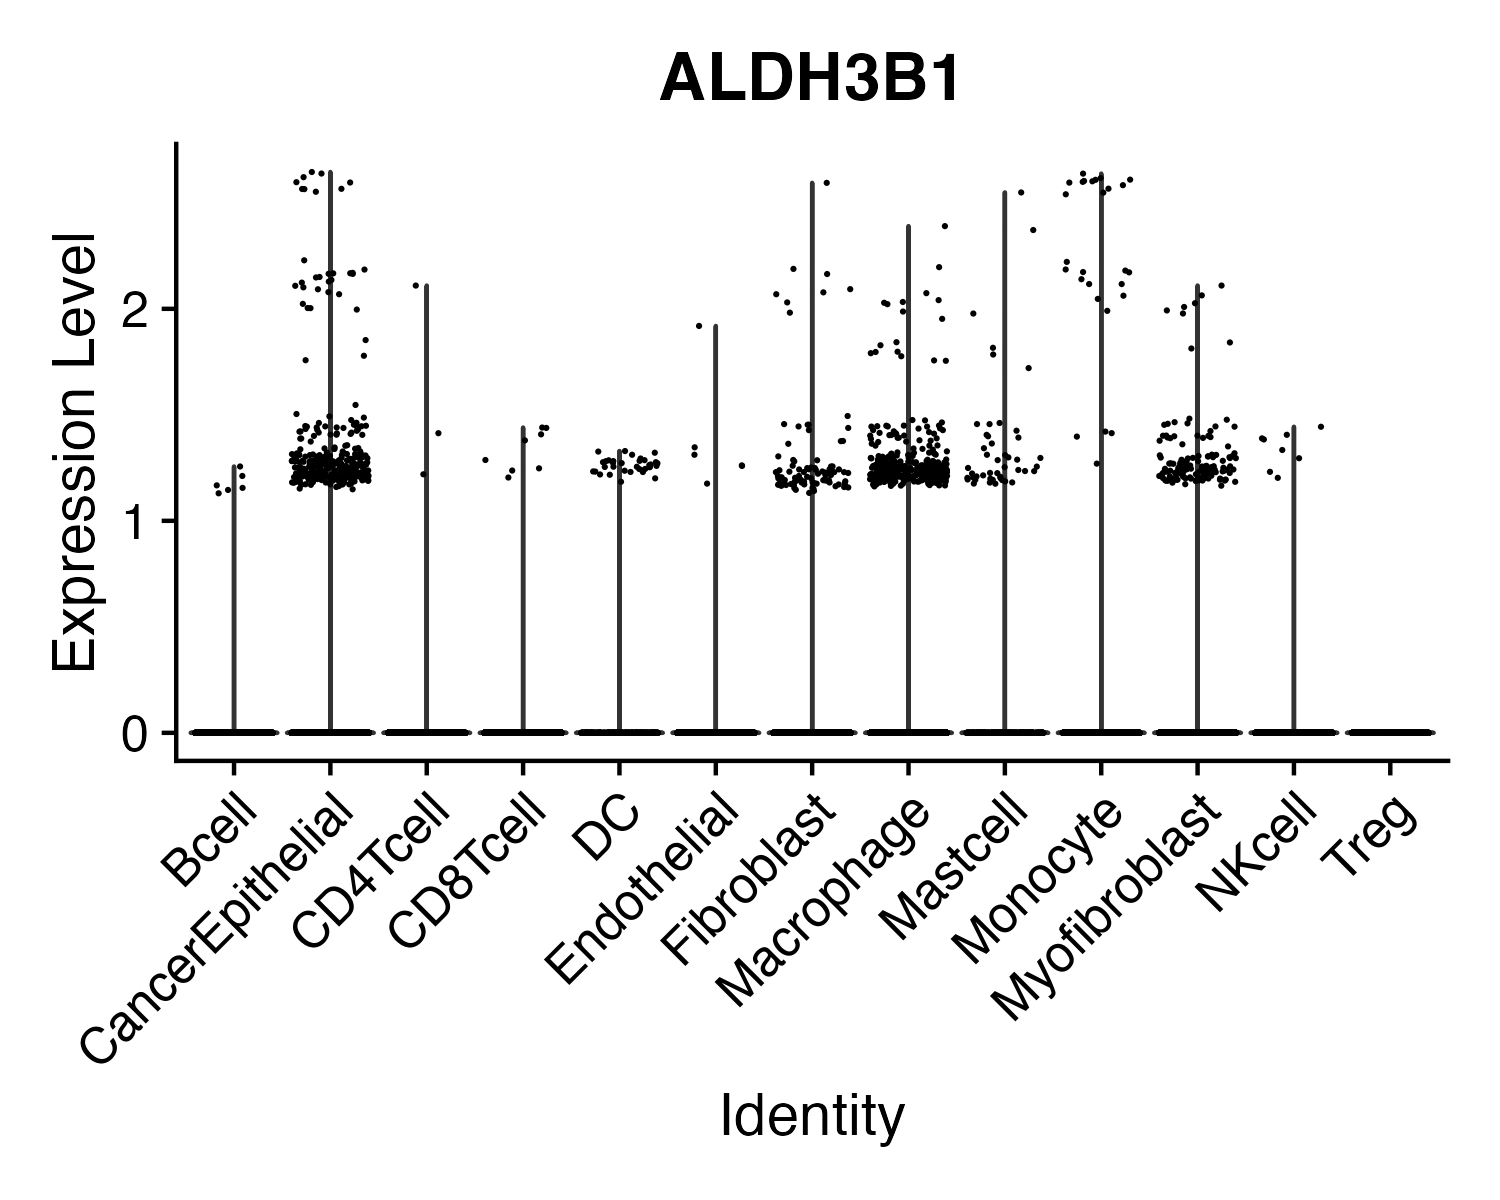 ALDH3B1
Expression Level
2
1
0
Bcell
CancerEpithelial
CD4Tcell
CD8Tcell
DC
Endothelial
Fibroblast
Macrophage
Mastcell
Monocyte
Myofibroblast
NKcell
Treg
Identity